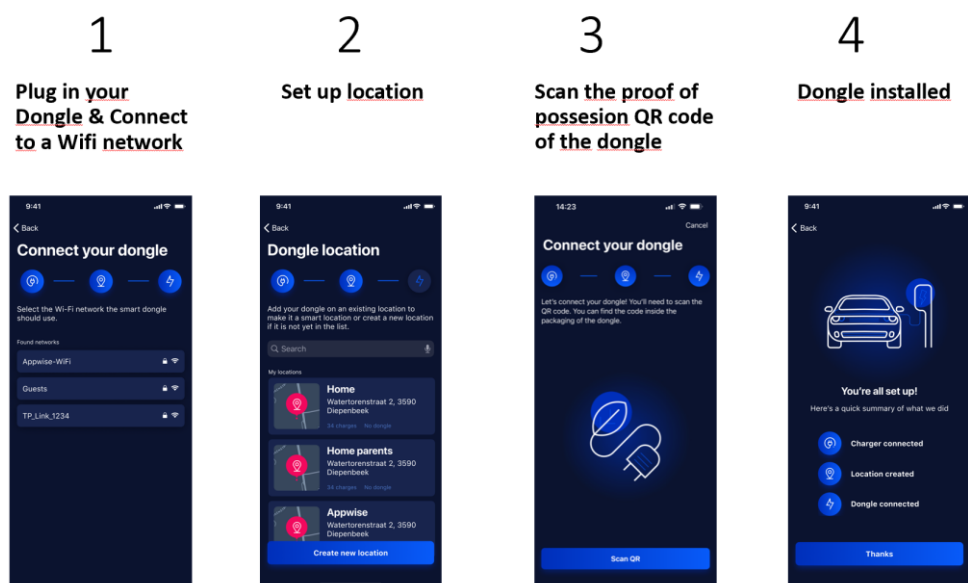 1
Plug in your
Dongle & Connect
to a Wifi network
9:41
Back
Connect your dongle
Select the Wi-Fi network the smart dongle
should use.
Found networks
Appwise-WiFi
Guests
TP_Link_1234
2
Set up location
9:41
Back
Dongle location
Add your dongle on an existing location to
make it a smart location or creat a new location
if it is not yet in the list.
Search
My locations
Home
Watertorenstraat 2, 3590
Diepenbeek
34 charges No dongle
Home parents
Watertorenstraat 2, 3590
Diepenbeek
34 charges No dongle
Appwise
Watertorenstraat 2, 3590
Diepenbeek
Create new location
3
Scan the proof of
possesion QR code
of the dongle
14:23
Cancel
Connect your dongle
Let's connect your dongle! You'll need to scan the
QR code. You can find the code inside the
packaging of the dongle.
Scan QR
4
Dongle installed
9:41
Back
You're all set up!
Here's a quick summary of what we did
Charger connected
Location created
Dongle connected
Thanks